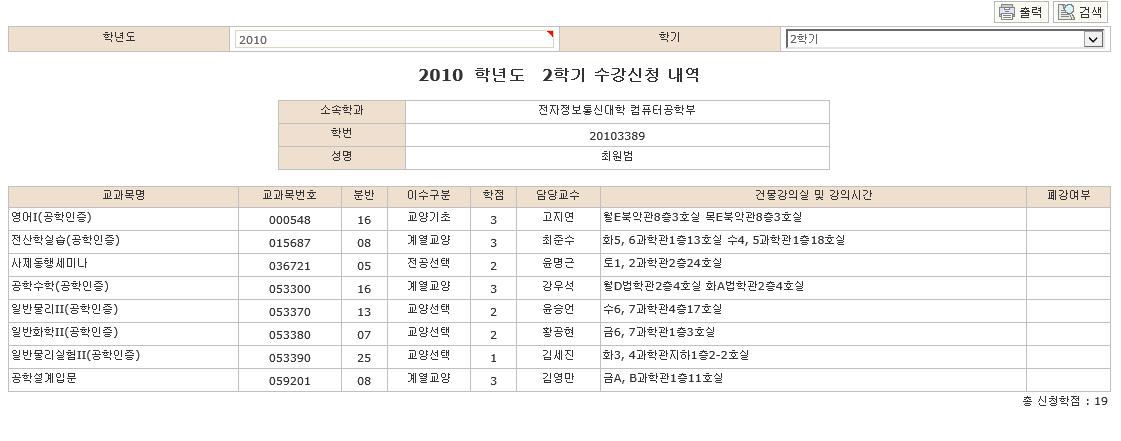 출력 검색
학년도 2010 학기 2학기
2010 학년도 2학기 수강신청 내역
소속학과 전자정보통신대학 컴퓨터공학부
학번 20103389
성명 최원범
교과목명 교과목번호 분반 이수구분 학점 담당교수 건물강의실 및 강의시간 폐강여부
영어I(공학인증) 000548 16 교양기초 3 고지연 월E북악관8층3호실 목E북악관8층3호실
전산학실습(공학인증) 015687 08 계열교양 3 최준수 화5, 6과학관1층13호실 수4, 5과학관1층18호실
사제동행세미나 036721 05 전공선택 2 윤명근 토1, 2과학관2층24호실
공학수학(공학인증) 053300 16 계열교양 3 강우석 월D법학관2층4호실 화A법학관2층4호실
일반물리II(공학인증) 053370 13 교양선택 2 윤승언 수6, 7과학관4층17호실
일반화학II(공학인증) 053380 07 교양선택 2 황공현 금6, 7과학관1층3호실
일반물리실험II(공학인증) 053390 25 교양선택 1 김세진 화3, 4과학관지하1층2-2호실
공학설계입문 059201 08 계열교양 3 김영만 금A, B과학관1층11호실
총 신청학점 : 19